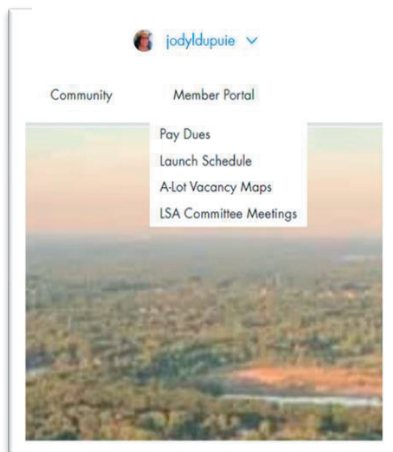 jodyldupuie
Community Member Portal
Pay Dues
Launch Schedule
A-Lot Vacancy Maps
LSA Committee Meetings